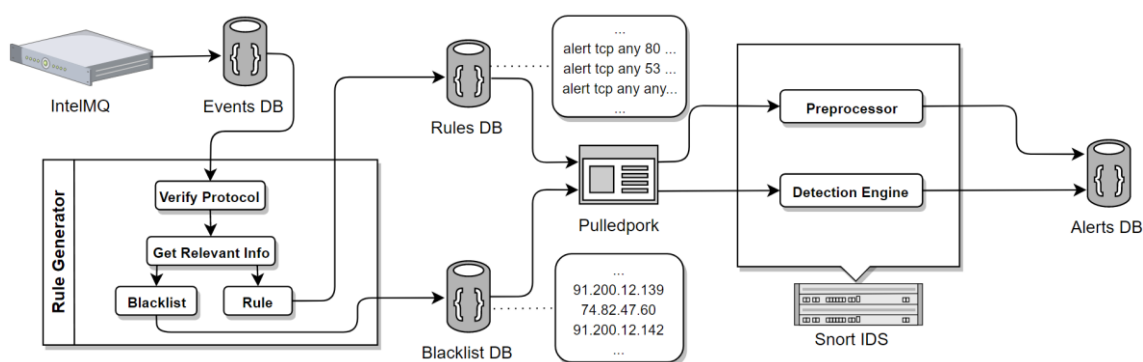 IntelMQ
{ }
Events DB
Rule Generator
Verify Protocol
Get Relevant Info
Blacklist
Rule
{ }
Rules DB
...
alert tcp any 80 ...
alert tcp any 53 ...
alert tcp any any...
...
Pulledpork
{ }
Blacklist DB
...
91.200.12.139
74.82.47.60
91.200.12.142
...
Preprocessor
Detection Engine
Snort IDS
{ }
Alerts DB